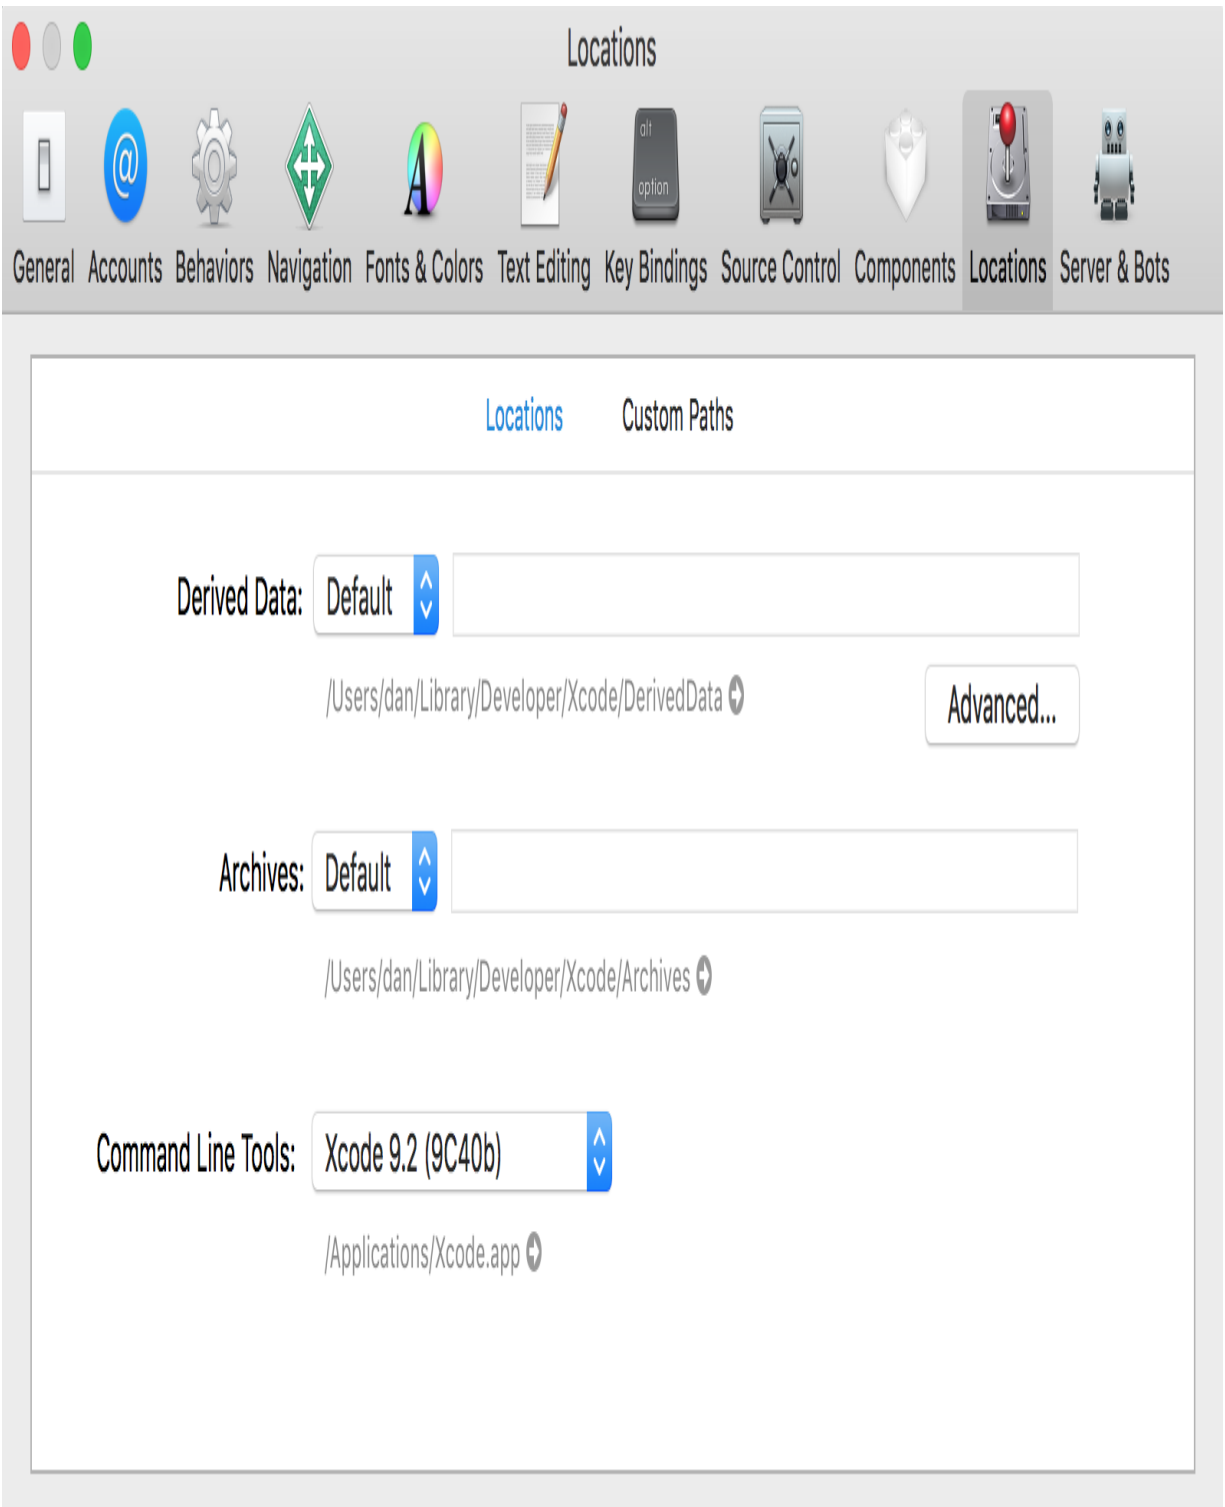 Locations
@
A
alt
option
General Accounts Behaviors Navigation Fonts & Colors Text Editing Key Bindings Source Control Components Locations Server & Bots
Locations Custom Paths
Derived Data: Default
/Users/dan/Library/Developer/Xcode/DerivedData
Advanced...
Archives: Default
/Users/dan/Library/Developer/Xcode/Archives
Command Line Tools: Xcode 9.2 (9C40b)
/Applications/Xcode.app